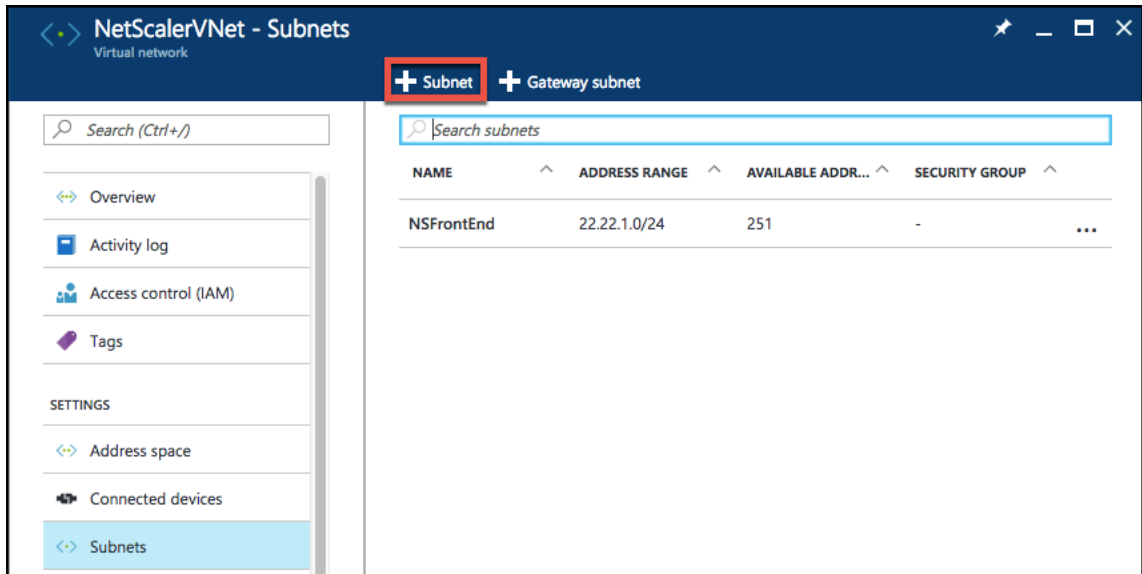 NetScalerVNet - Subnets
Virtual network
Subnet
Gateway subnet
Search (Ctrl+/)
Overview
Activity log
Access control (IAM)
Tags
SETTINGS
Address space
Connected devices
Subnets
Search subnets
NAME ADDRESS RANGE AVAILABLE ADDR... SECURITY GROUP
NSFrontEnd 22.22.1.0/24 251 - ...